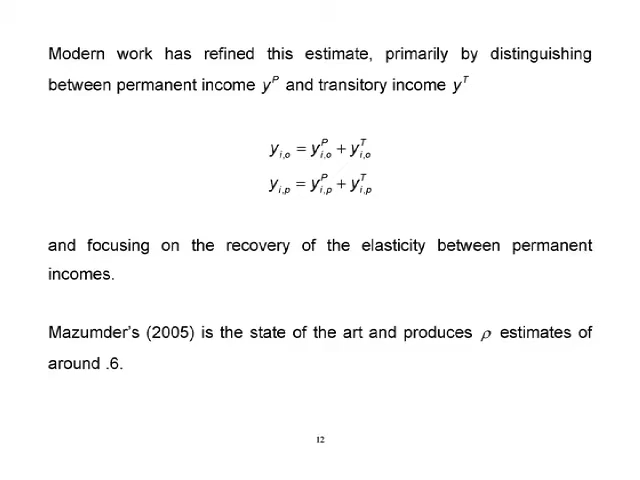 Modern work has refined this estimate, primarily by distinguishing
between permanent income y^P and transitory income y^T
y_{i,o} = y^P_{i,o} + y^T_{i,o}
y_{i,p} = y^P_{i,p} + y^T_{i,p}
and focusing on the recovery of the elasticity between permanent
incomes.
Mazumder's (2005) is the state of the art and produces ρ estimates of
around .6.
12